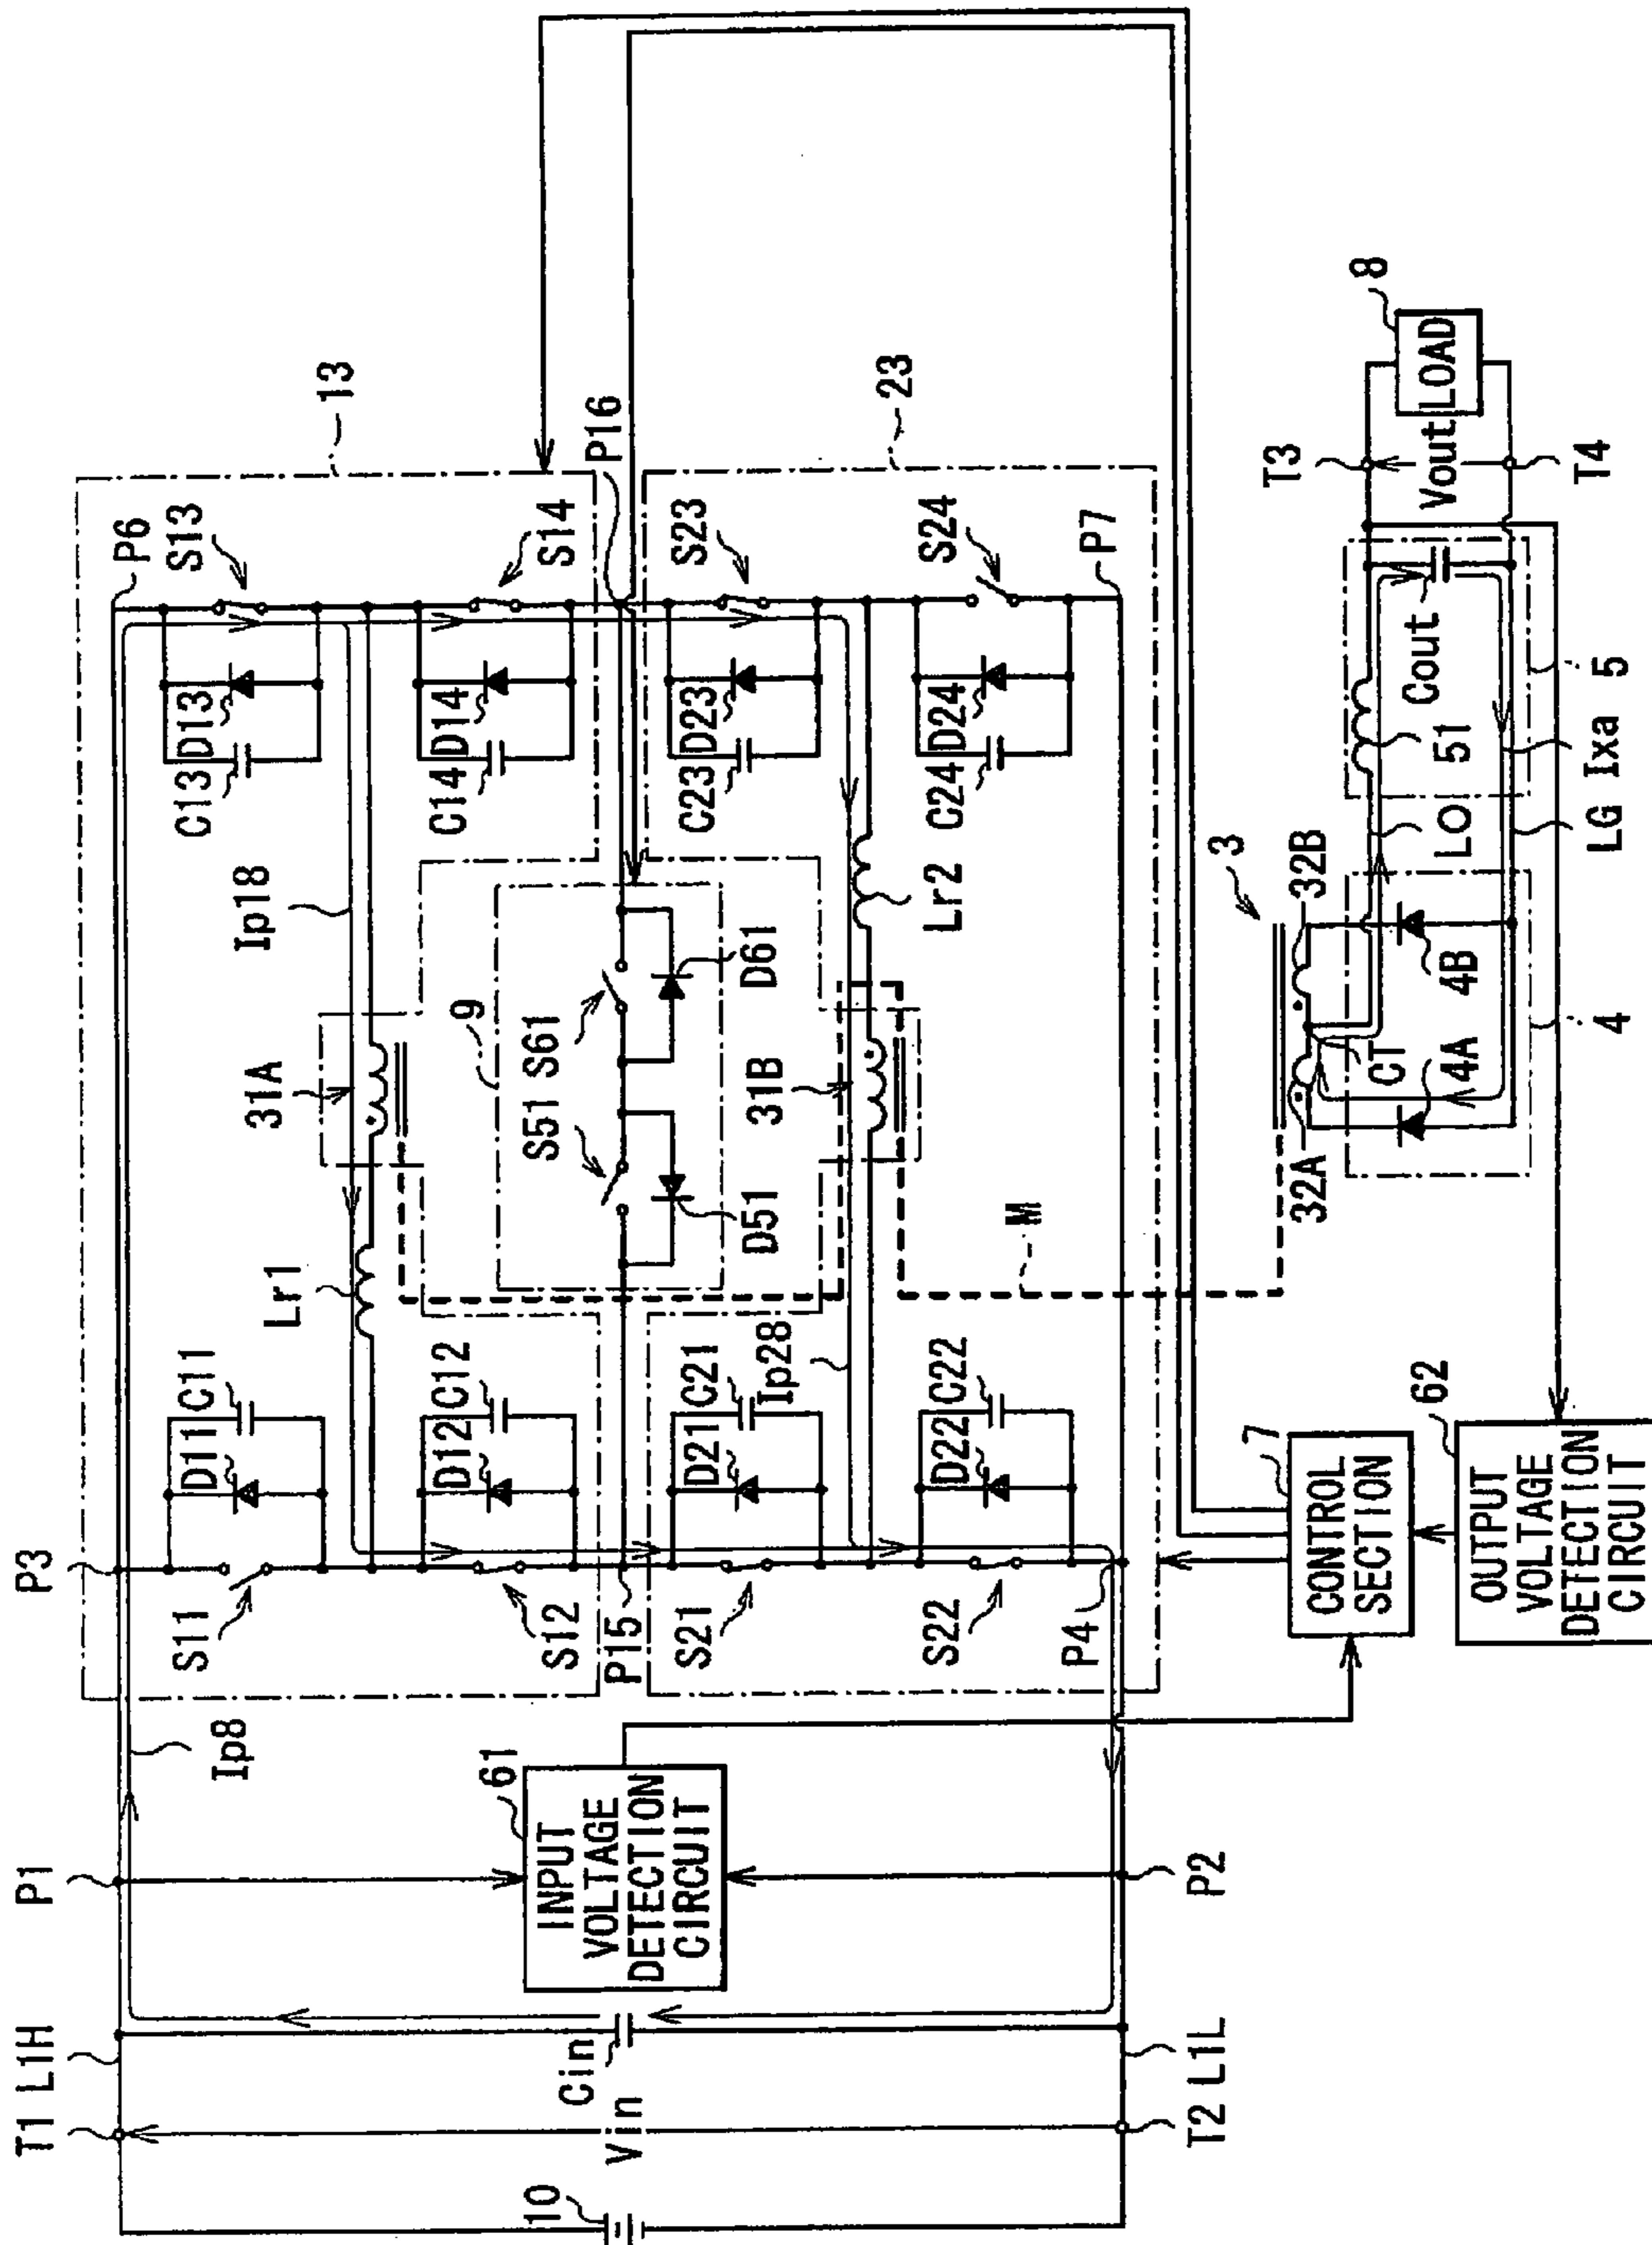 T1
L1H
P1
P3
P6
13
S13
S14
P16
S23
23
S24
P7
S11
D11
C11
Lr1
31A
Ip18
C13
D13
C14
D14
Ip8
S12
D12
C12
P15
9
S51
S61
D51
D61
C23
D23
C24
D24
S21
D21
C21
Ip28
31B
Lr2
S22
D22
C22
P4
M
10
Vin
Cin
61
INPUT
VOLTAGE
DETECTION
CIRCUIT
T2
L1L
P2
7
CONTROL
SECTION
62
OUTPUT
VOLTAGE
DETECTION
CIRCUIT
3
32A
32B
CT
4A
4B
4
LO
51
LG
Ixa
Cout
5
T3
Vout
T4
8
LOAD